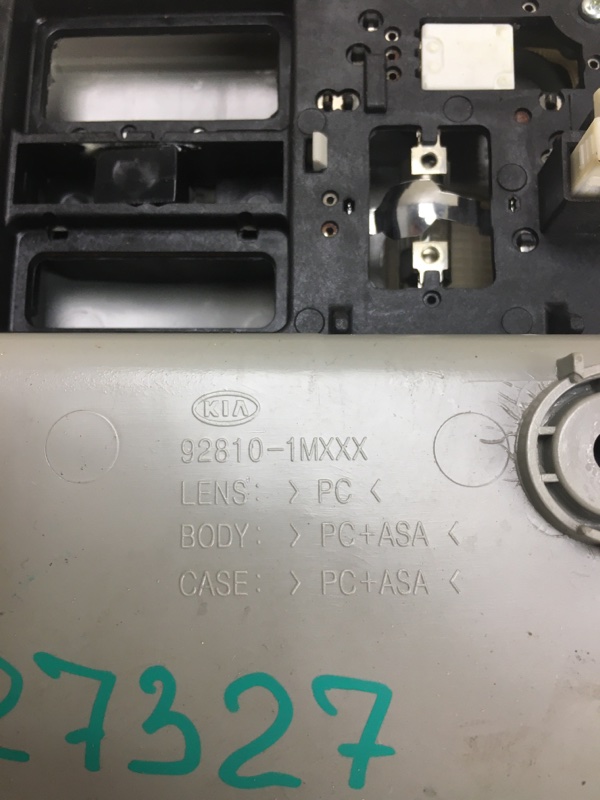 KIA
92810-1MXXX
LENS: > PC <
BODY: > PC+ASA <
CASE: > PC+ASA <
27327